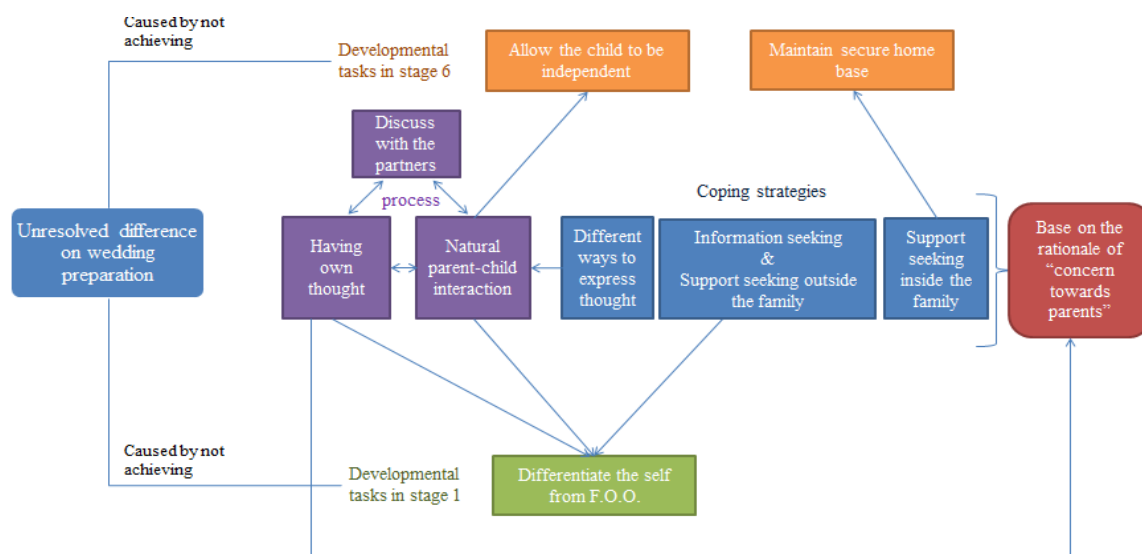 Caused by not
achieving
Developmental
tasks in stage 6
Allow the child to be
independent
Maintain secure home
base
Discuss
with the
partners
process
Coping strategies
Unresolved difference
on wedding
preparation
Having
own
thought
Natural
parent-child
interaction
Different
ways to
express
thought
Information seeking
&
Support seeking outside
the family
Support
seeking
inside the
family
Base on the
rationale of
“concern
towards
parents”
Caused by not
achieving
Developmental
tasks in stage 1
Differentiate the self
from F.O.O.